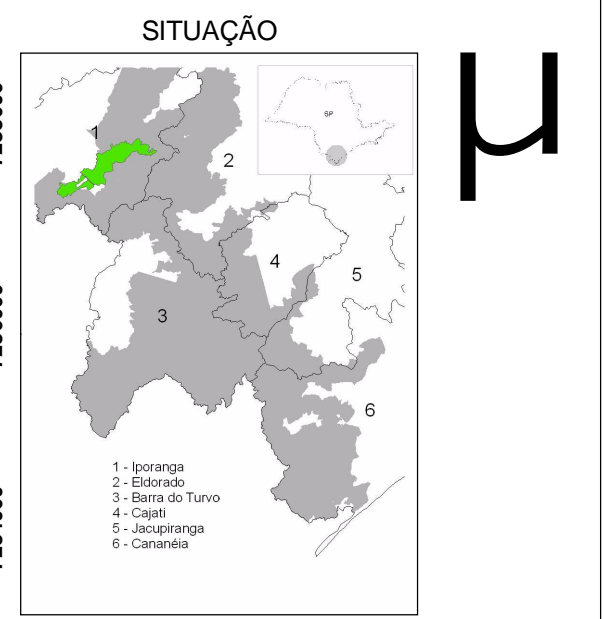 SITUAÇÃO
µ
SP
1
2
4
5
3
6
1 - Iporanga
2 - Eldorado
3 - Barra do Turvo
4 - Cajati
5 - Jacupiranga
6 - Cananéia